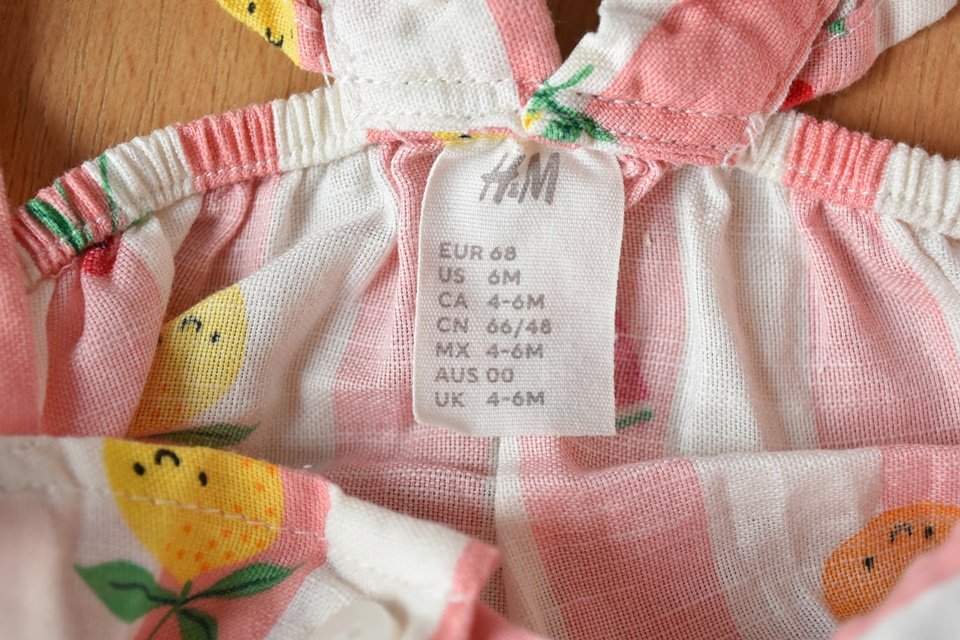 H&M
EUR 68
US 6M
CA 4-6M
CN 66/48
MX 4-6M
AUS 00
UK 4-6M